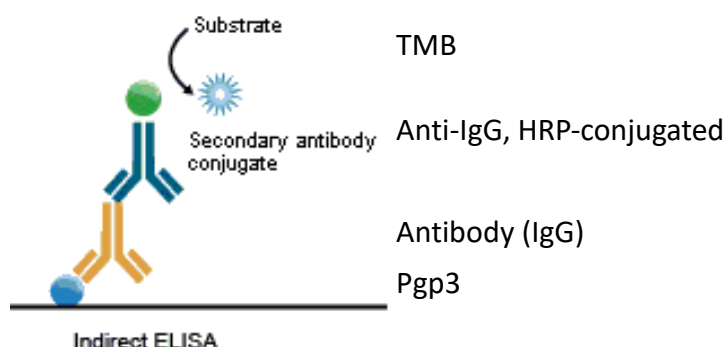 Substrate
TMB
Secondary antibody
conjugate
Anti-IgG, HRP-conjugated
Antibody (IgG)
Pgp3
Indirect ELISA